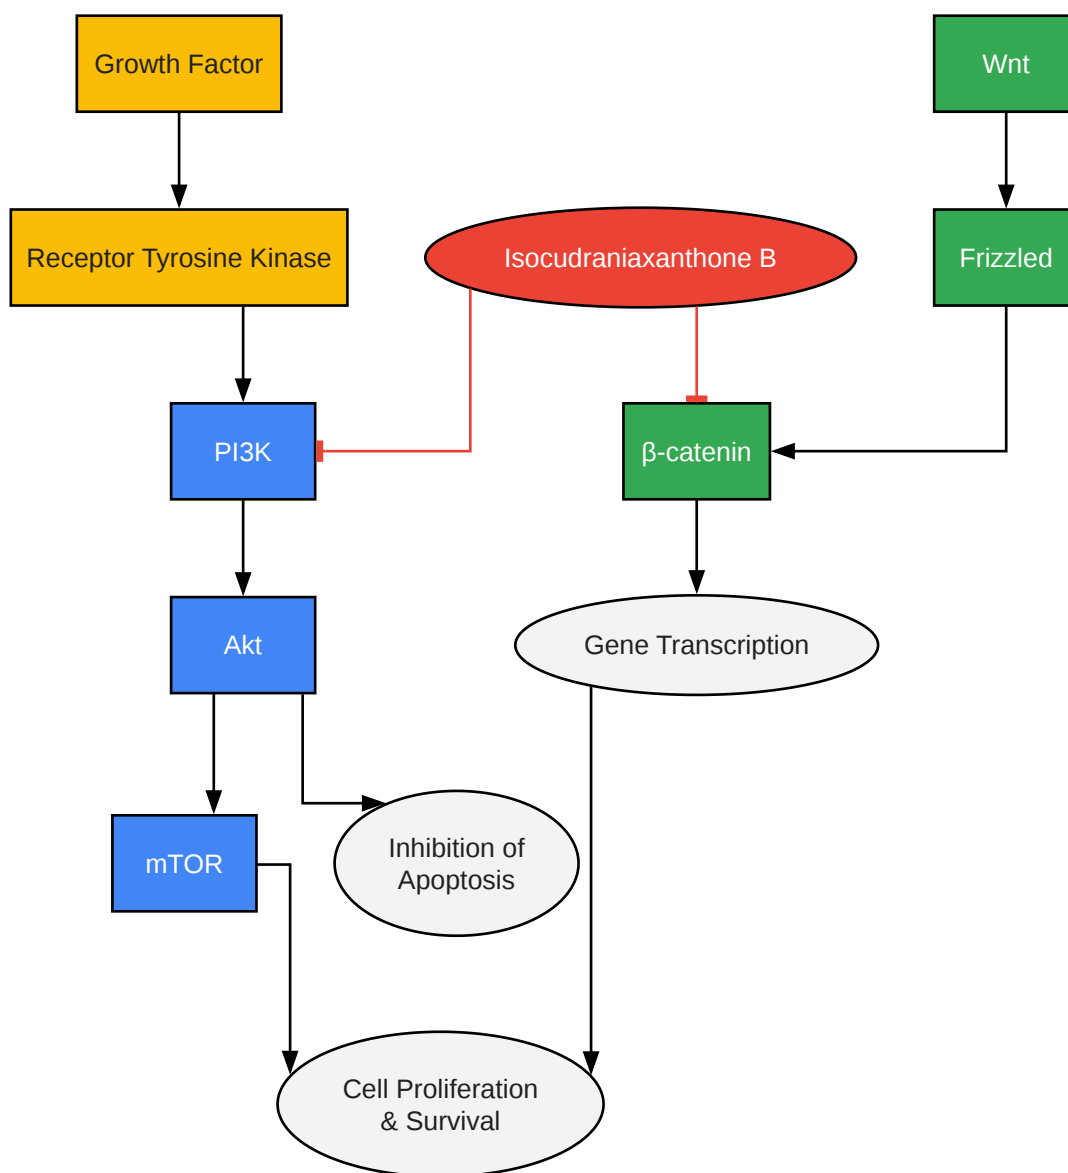 Growth Factor
Wnt
Receptor Tyrosine Kinase
Isocudraniaxanthone B
Frizzled
PI3K
β-catenin
Akt
Gene Transcription
mTOR
Inhibition of
Apoptosis
Cell Proliferation
& Survival